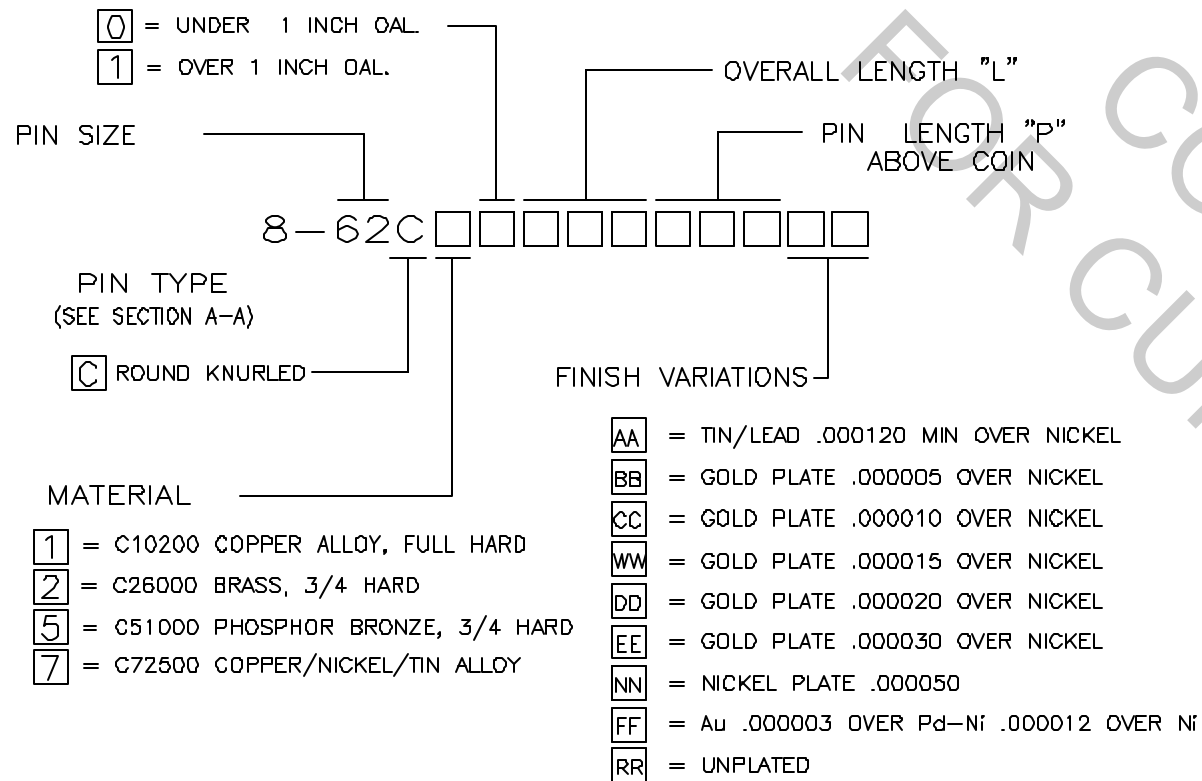 0 = UNDER 1 INCH OAL.
1 = OVER 1 INCH OAL.
OVERALL LENGTH "L"
PIN SIZE
PIN LENGTH "P"
ABOVE COIN
8-62C
PIN TYPE
(SEE SECTION A-A)
C ROUND KNURLED
FINISH VARIATIONS
AA = TIN/LEAD .000120 MIN OVER NICKEL
BB = GOLD PLATE .000005 OVER NICKEL
CC = GOLD PLATE .000010 OVER NICKEL
WW = GOLD PLATE .000015 OVER NICKEL
DD = GOLD PLATE .000020 OVER NICKEL
EE = GOLD PLATE .000030 OVER NICKEL
NN = NICKEL PLATE .000050
FF = Au .000003 OVER Pd-Ni .000012 OVER Ni
RR = UNPLATED
MATERIAL
1 = C10200 COPPER ALLOY, FULL HARD
2 = C26000 BRASS, 3/4 HARD
5 = C51000 PHOSPHOR BRONZE, 3/4 HARD
7 = C72500 COPPER/NICKEL/TIN ALLOY
FOR